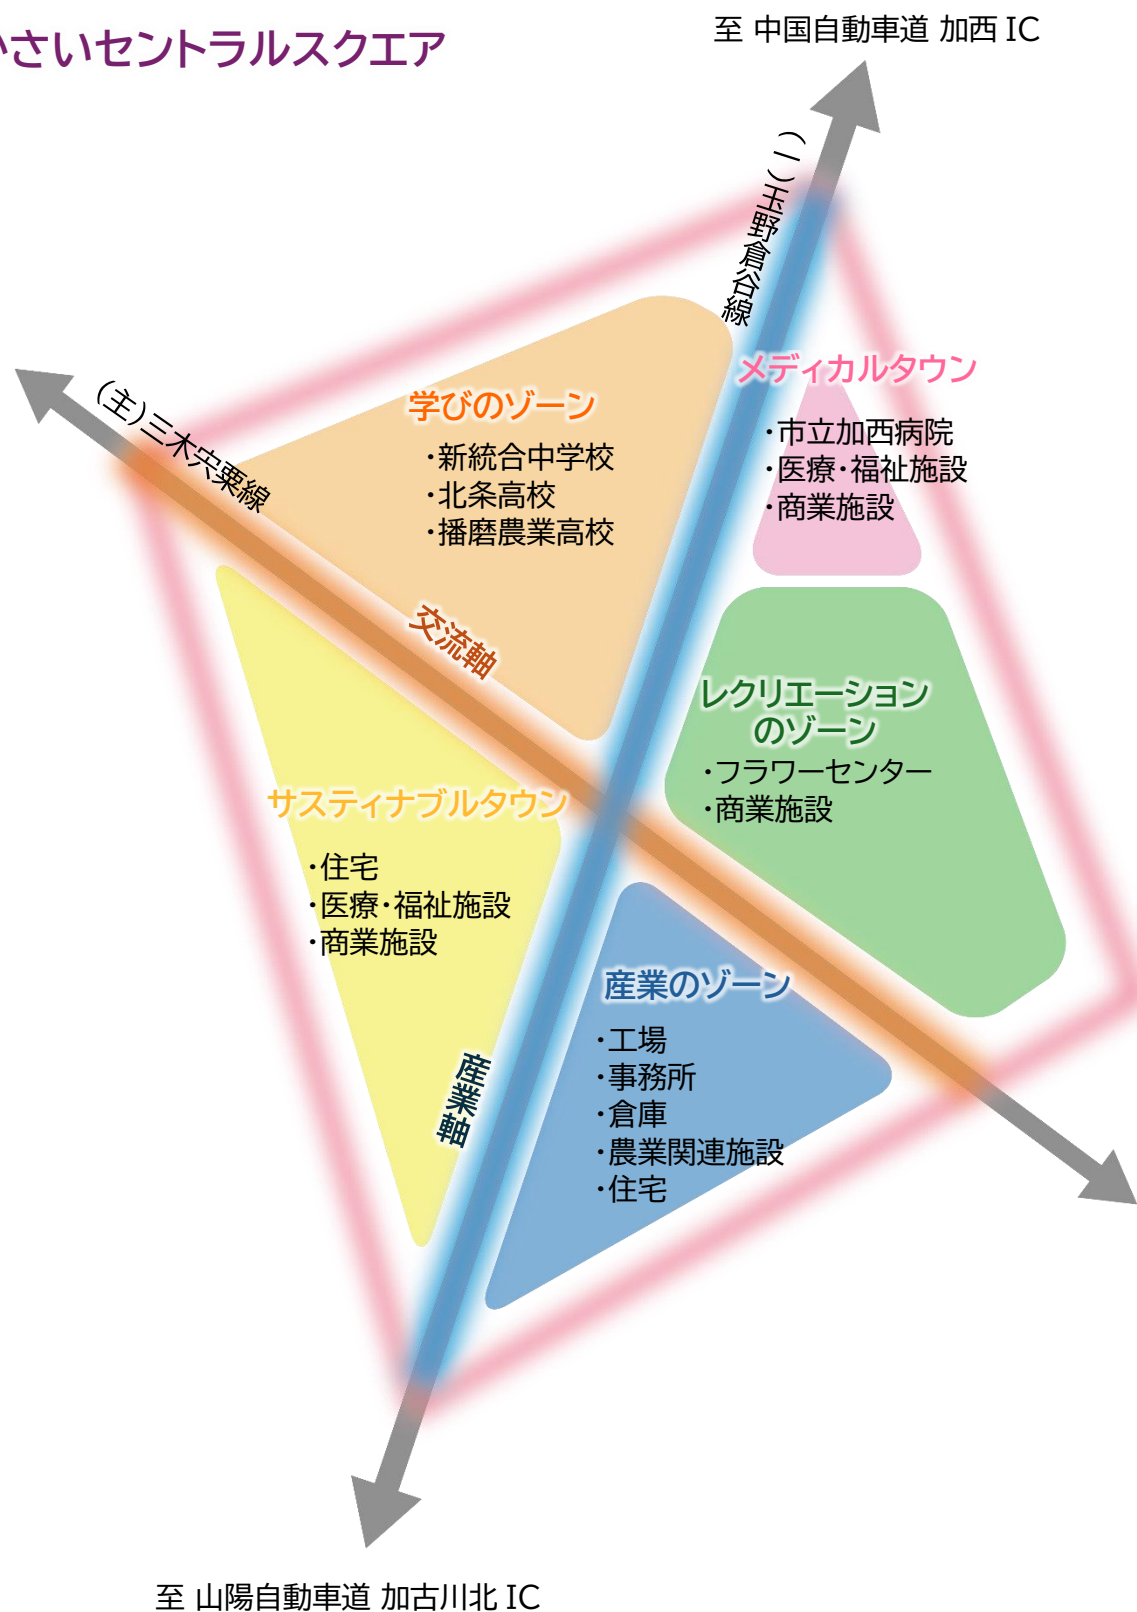 さいセントラルスクエア
至 中国自動車道 加西 IC
(一)玉野倉谷線
(主)三木宍粟線
メディカルタウン
・市立加西病院
・医療・福祉施設
・商業施設
学びのゾーン
・新統合中学校
・北条高校
・播磨農業高校
交流軸
レクリエーション
のゾーン
・フラワーセンター
・商業施設
サスティナブルタウン
・住宅
・医療・福祉施設
・商業施設
産業のゾーン
・工場
・事務所
・倉庫
・農業関連施設
・住宅
産業軸
至 山陽自動車道 加古川北 IC